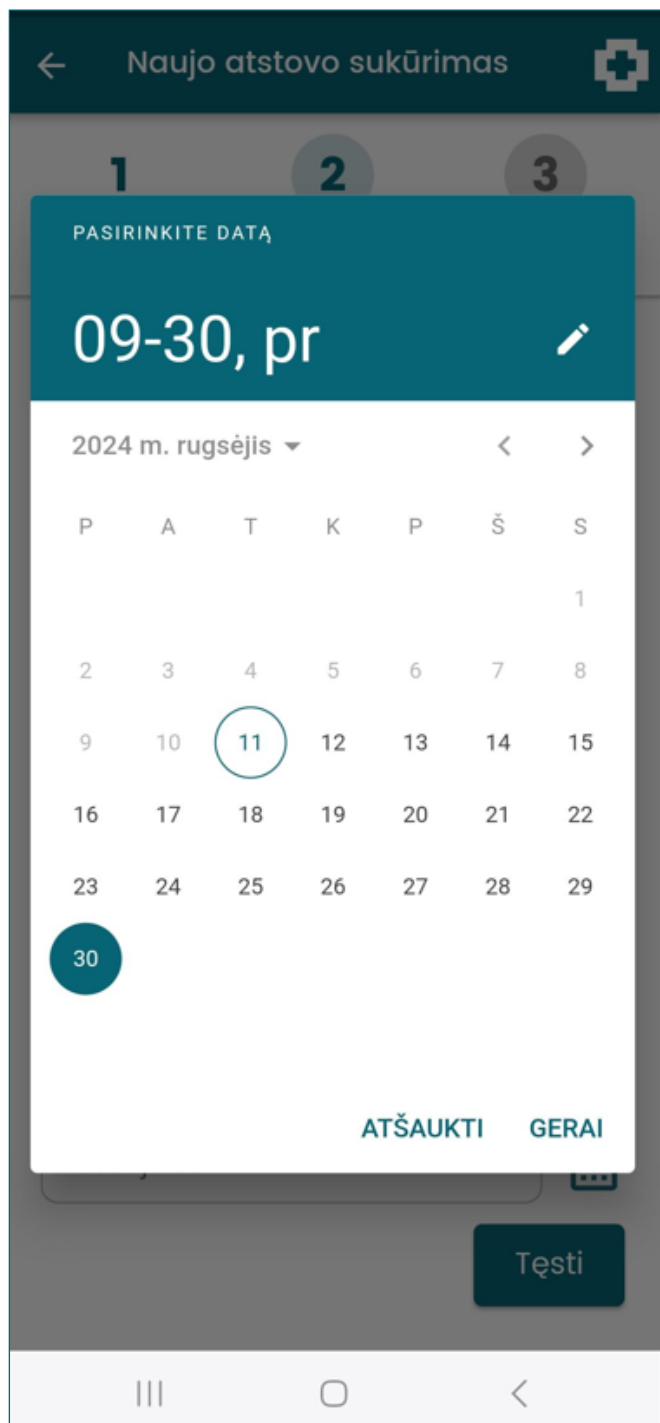 Naujo atstovo sukūrimas
1 2 3
PASIRINKITE DATĄ
09-30, pr
2024 m. rugsėjis
P A T K P Š S
1
2 3 4 5 6 7 8
9 10 11 12 13 14 15
16 17 18 19 20 21 22
23 24 25 26 27 28 29
30
ATŠAUKTI GERAI
Tęsti